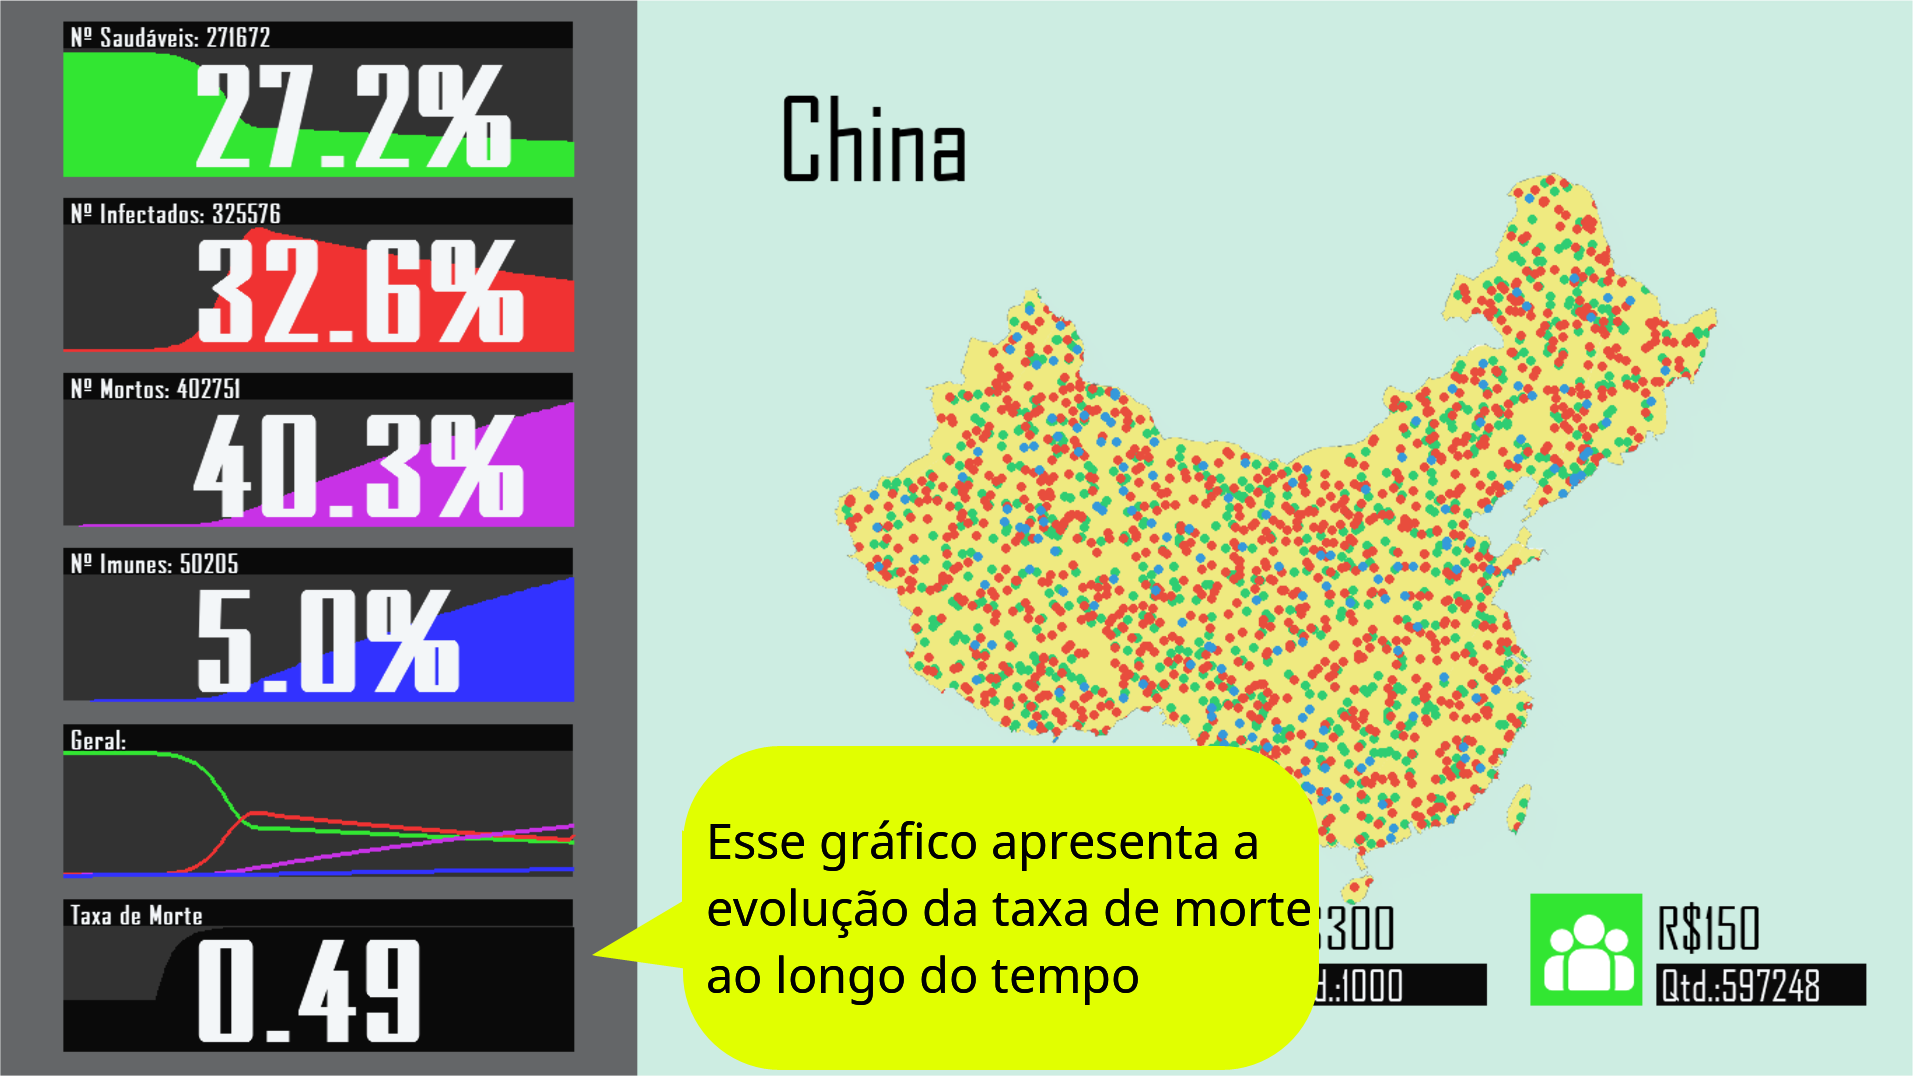 Nº Saudáveis: 271672
27.2%
Nº Infectados: 325576
32.6%
Nº Mortos: 402751
40.3%
Nº Imunes: 50205
5.0%
Geral:
Taxa de Morte
0.49
China
Esse gráfico apresenta a
evolução da taxa de morte
ao longo do tempo
$300
d.:1000
R$150
Qtd.:597248